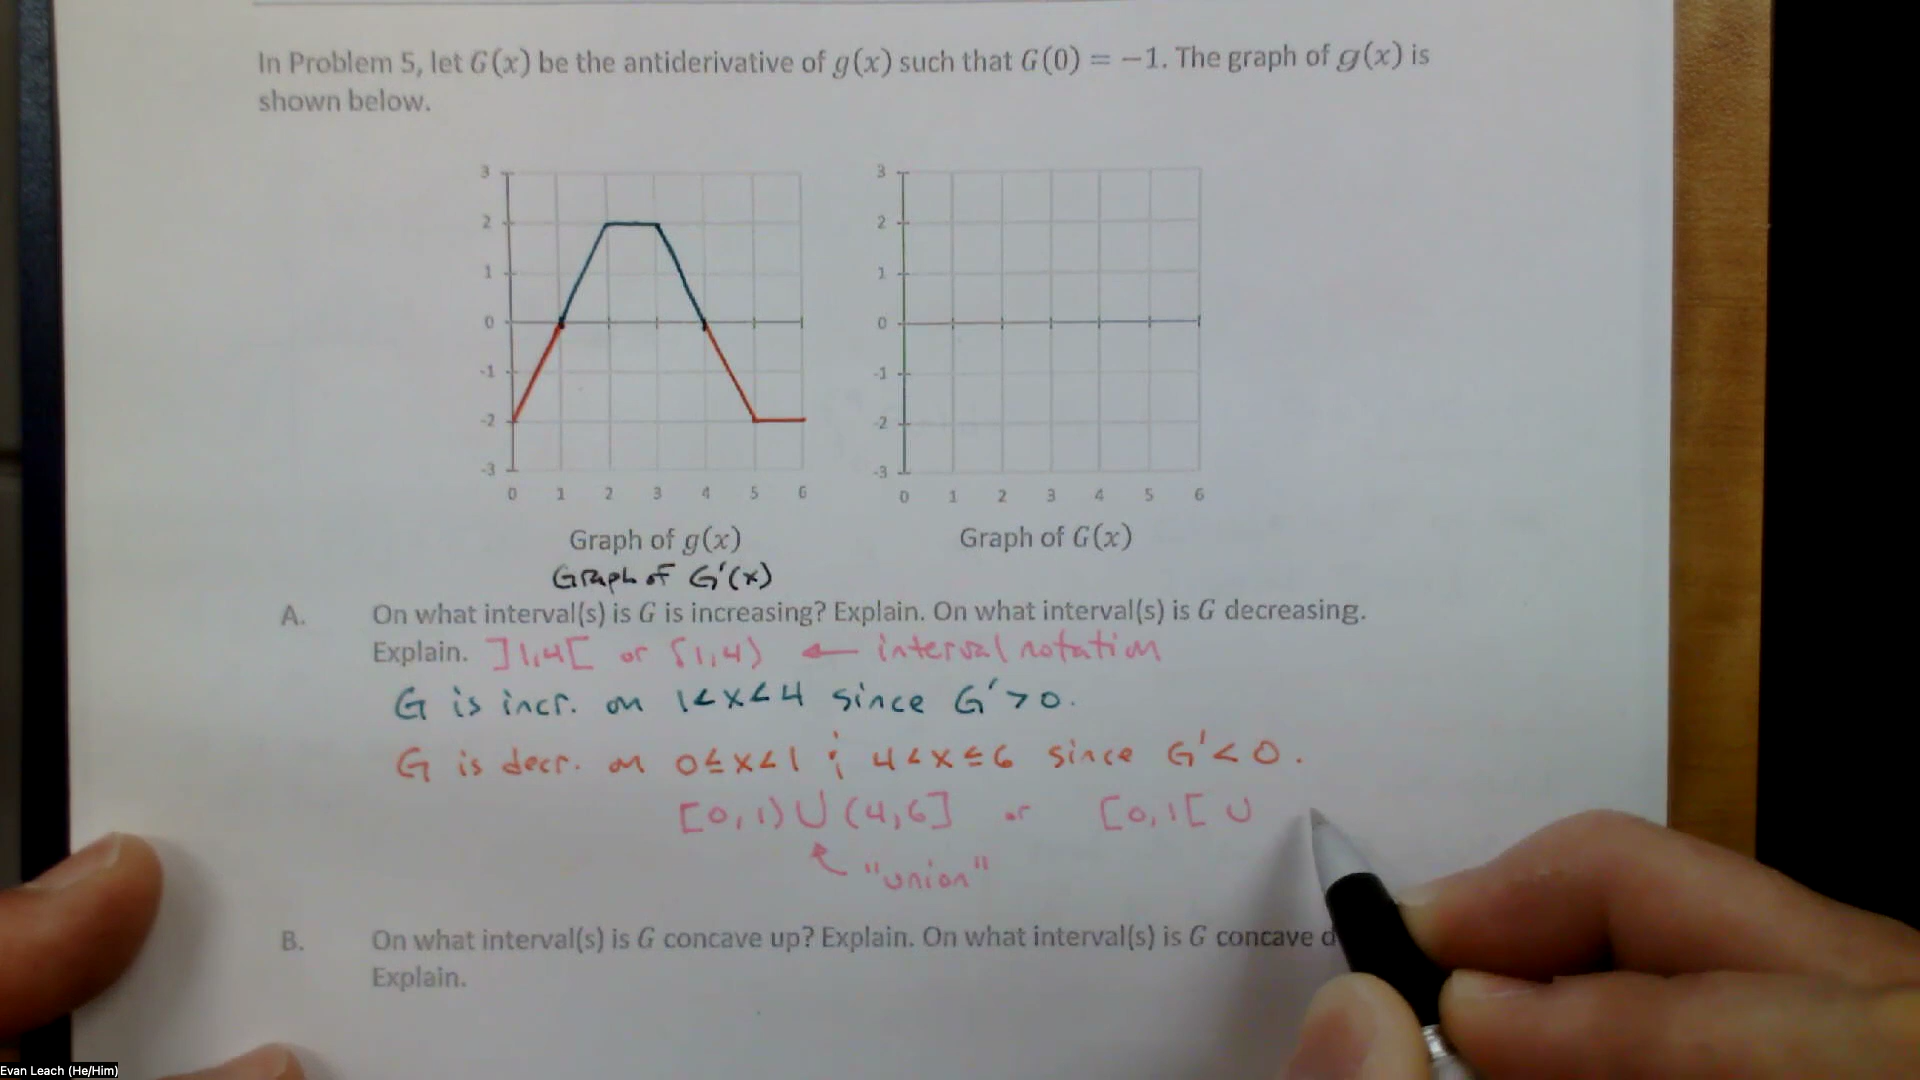 In Problem 5, let G(x) be the antiderivative of g(x) such that G(0) = −1. The graph of g(x) is
shown below.
3
2
1
0
-1
-2
-3
0 1 2 3 4 5 6
Graph of g(x)
Graph of G'(x)
3
2
1
0
-1
-2
-3
0 1 2 3 4 5 6
Graph of G(x)
A. On what interval(s) is G is increasing? Explain. On what interval(s) is G decreasing.
Explain. ]1,4[ or (1,4) ← interval notation
G is incr. on 1<x<4 since G'>0.
G is decr. on 0≤x<1 ; 4<x≤6 since G'<0.
[0,1)∪(4,6] or [0,1[ ∪
"union"
B. On what interval(s) is G concave up? Explain. On what interval(s) is G concave
Explain.
Evan Leach (He/Him)